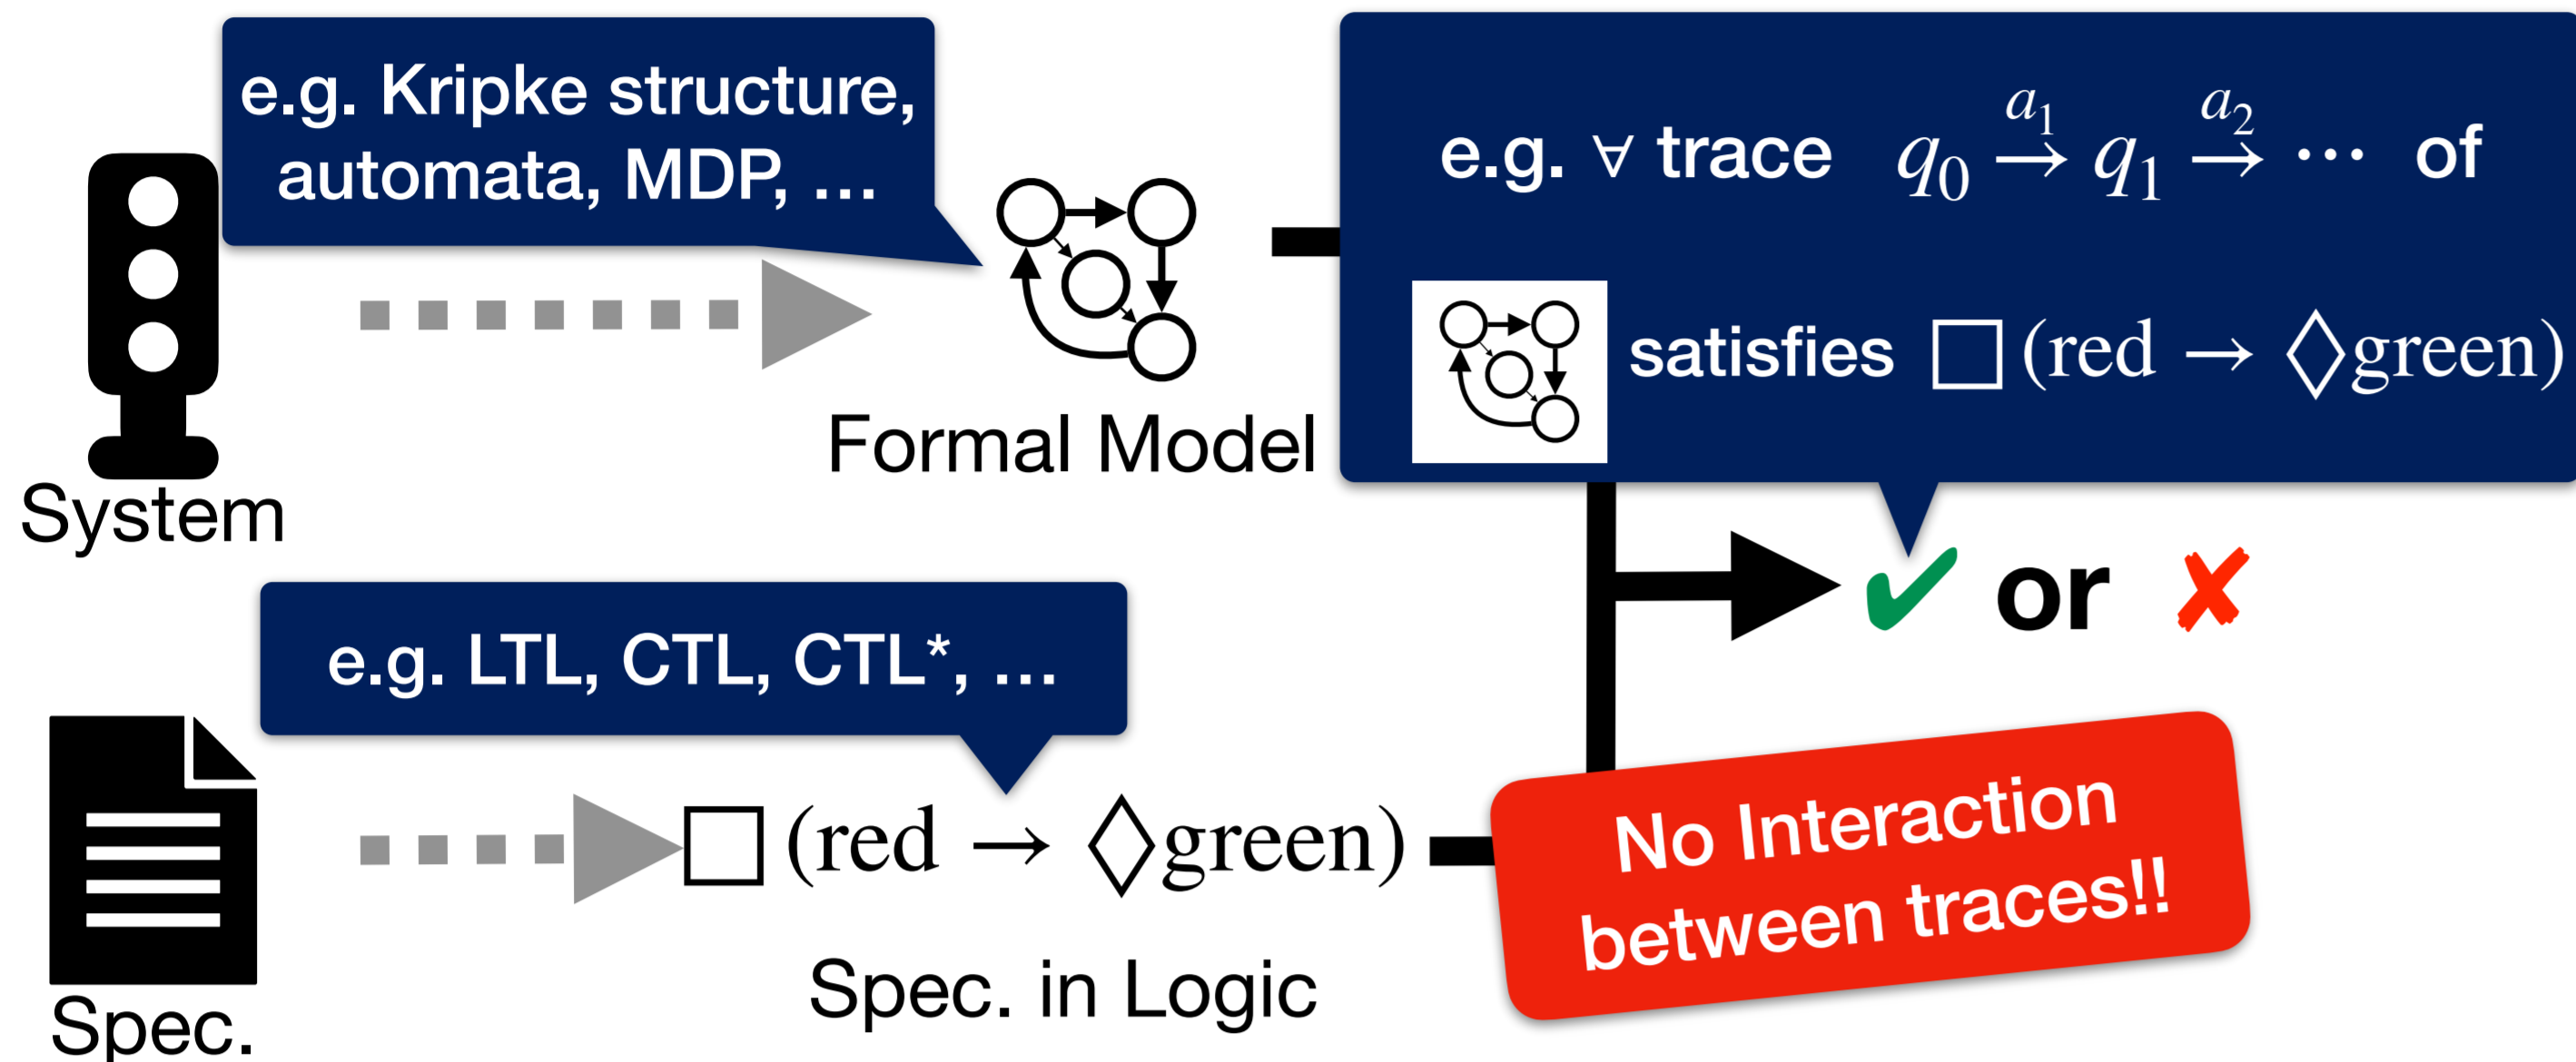 e.g. Kripke structure,
automata, MDP, …
System
Formal Model
e.g. ∀ trace q₀ →a₁ q₁ →a₂ ⋯ of
satisfies □(red → ◇green)
✔ or ✘
e.g. LTL, CTL, CTL*, …
□(red → ◇green)
Spec.
Spec. in Logic
No Interaction
between traces!!